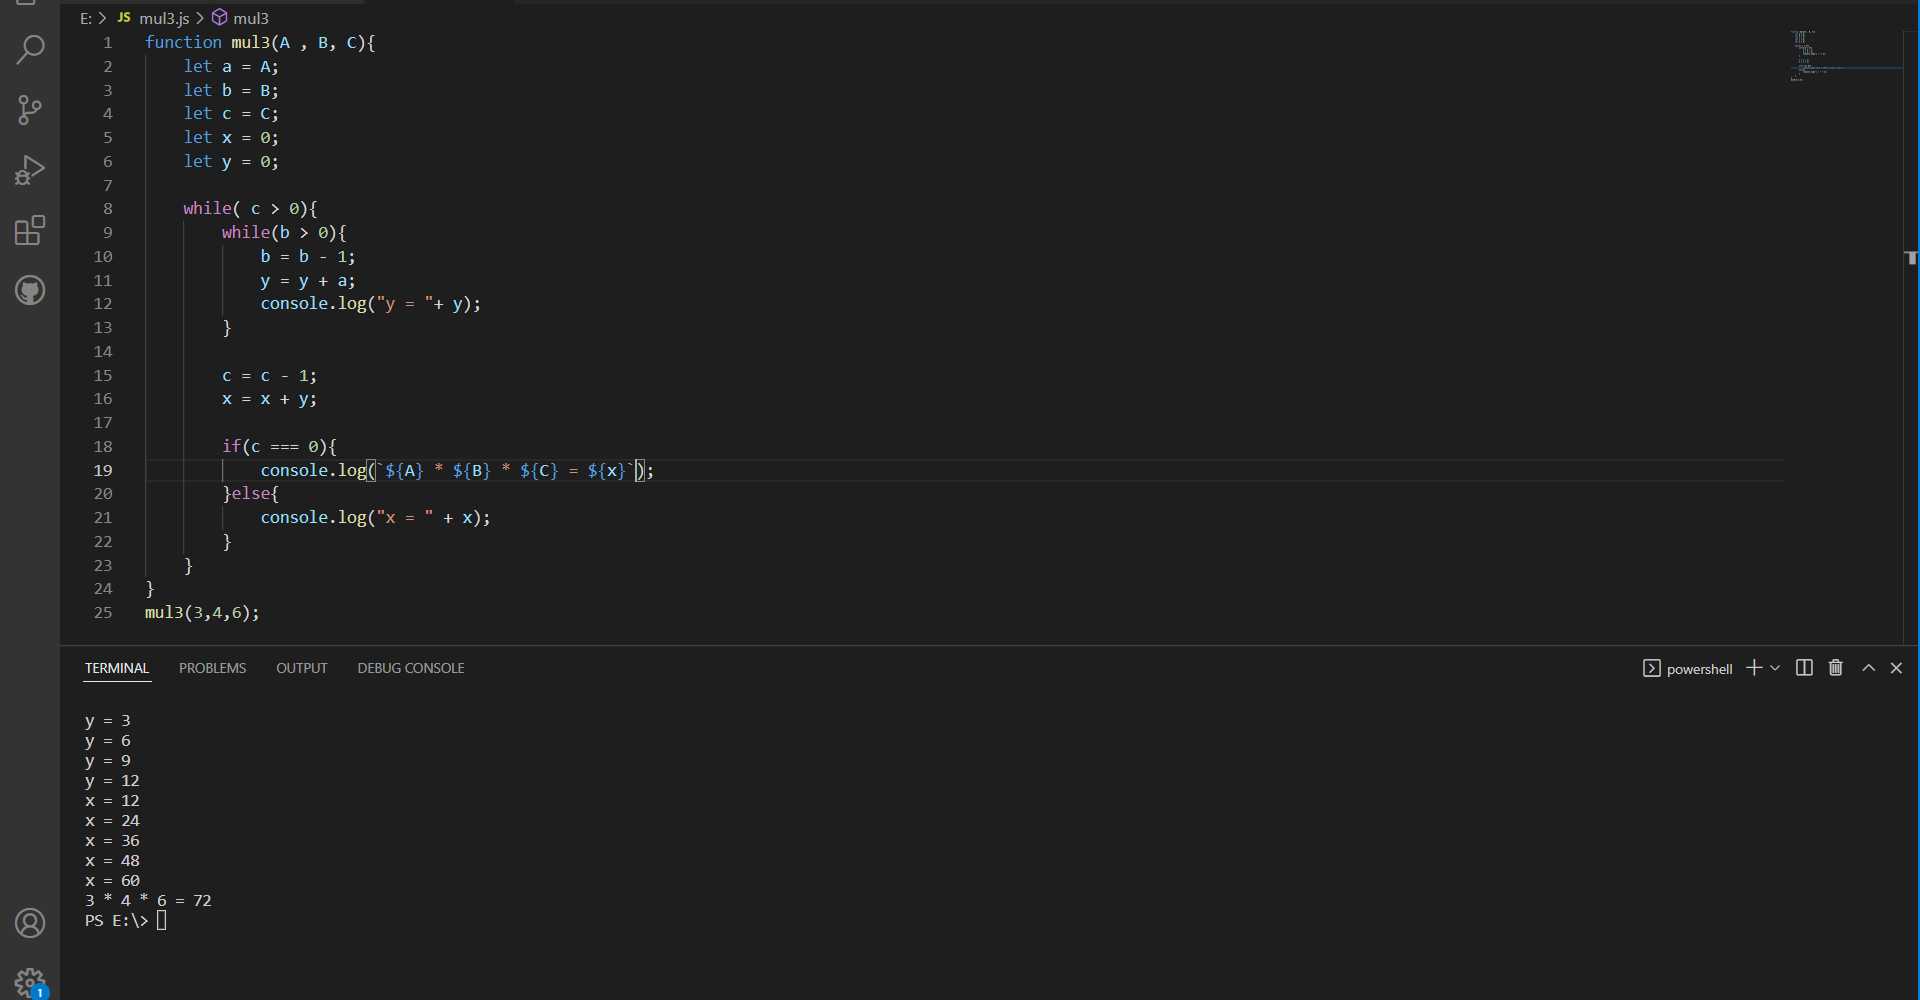 E: > JS mul3.js > mul3
1 function mul3(A , B, C){
2     let a = A;
3     let b = B;
4     let c = C;
5     let x = 0;
6     let y = 0;
7
8     while( c > 0){
9         while(b > 0){
10             b = b - 1;
11             y = y + a;
12             console.log("y = "+ y);
13         }
14
15         c = c - 1;
16         x = x + y;
17
18         if(c === 0){
19             console.log(`${A} * ${B} * ${C} = ${x}`);
20         }else{
21             console.log("x = " + x);
22         }
23     }
24 }
25 mul3(3,4,6);
TERMINAL PROBLEMS OUTPUT DEBUG CONSOLE powershell
y = 3
y = 6
y = 9
y = 12
x = 12
x = 24
x = 36
x = 48
x = 60
3 * 4 * 6 = 72
PS E:\>
1